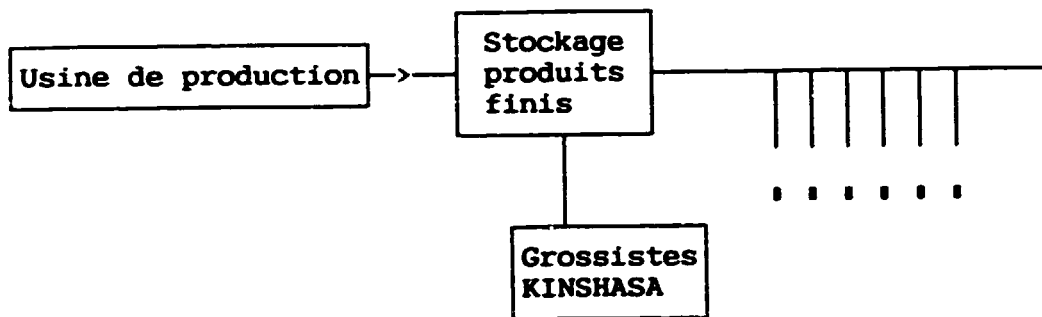 Usine de production
Stockage
produits
finis
Grossistes
KINSHASA